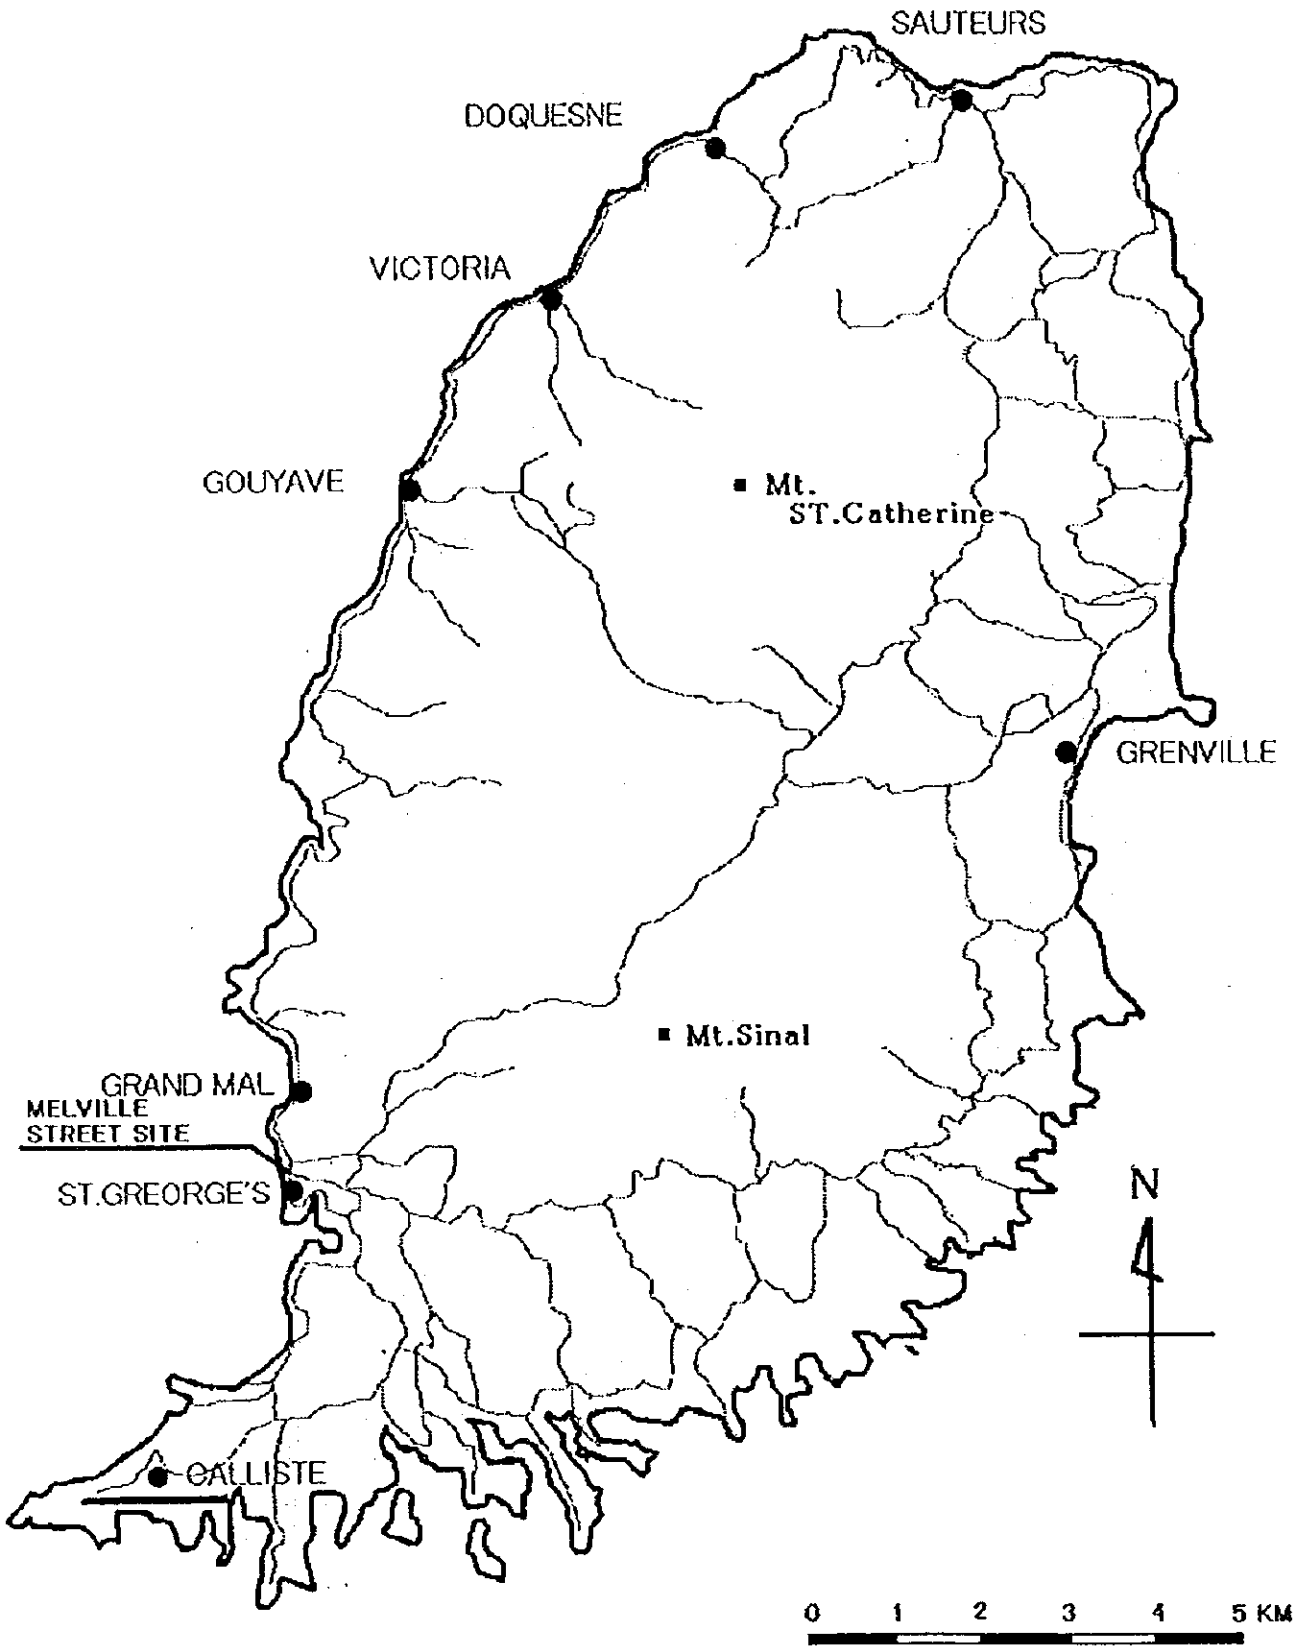 SAUTEURS
DOQUESNE
VICTORIA
GOUYAVE
Mt.
ST.Catherine
GRENVILLE
Mt.Sinal
GRAND MAL
MELVILLE
STREET SITE
ST.GREORGE'S
N
CALLISTE
0 1 2 3 4 5 KM